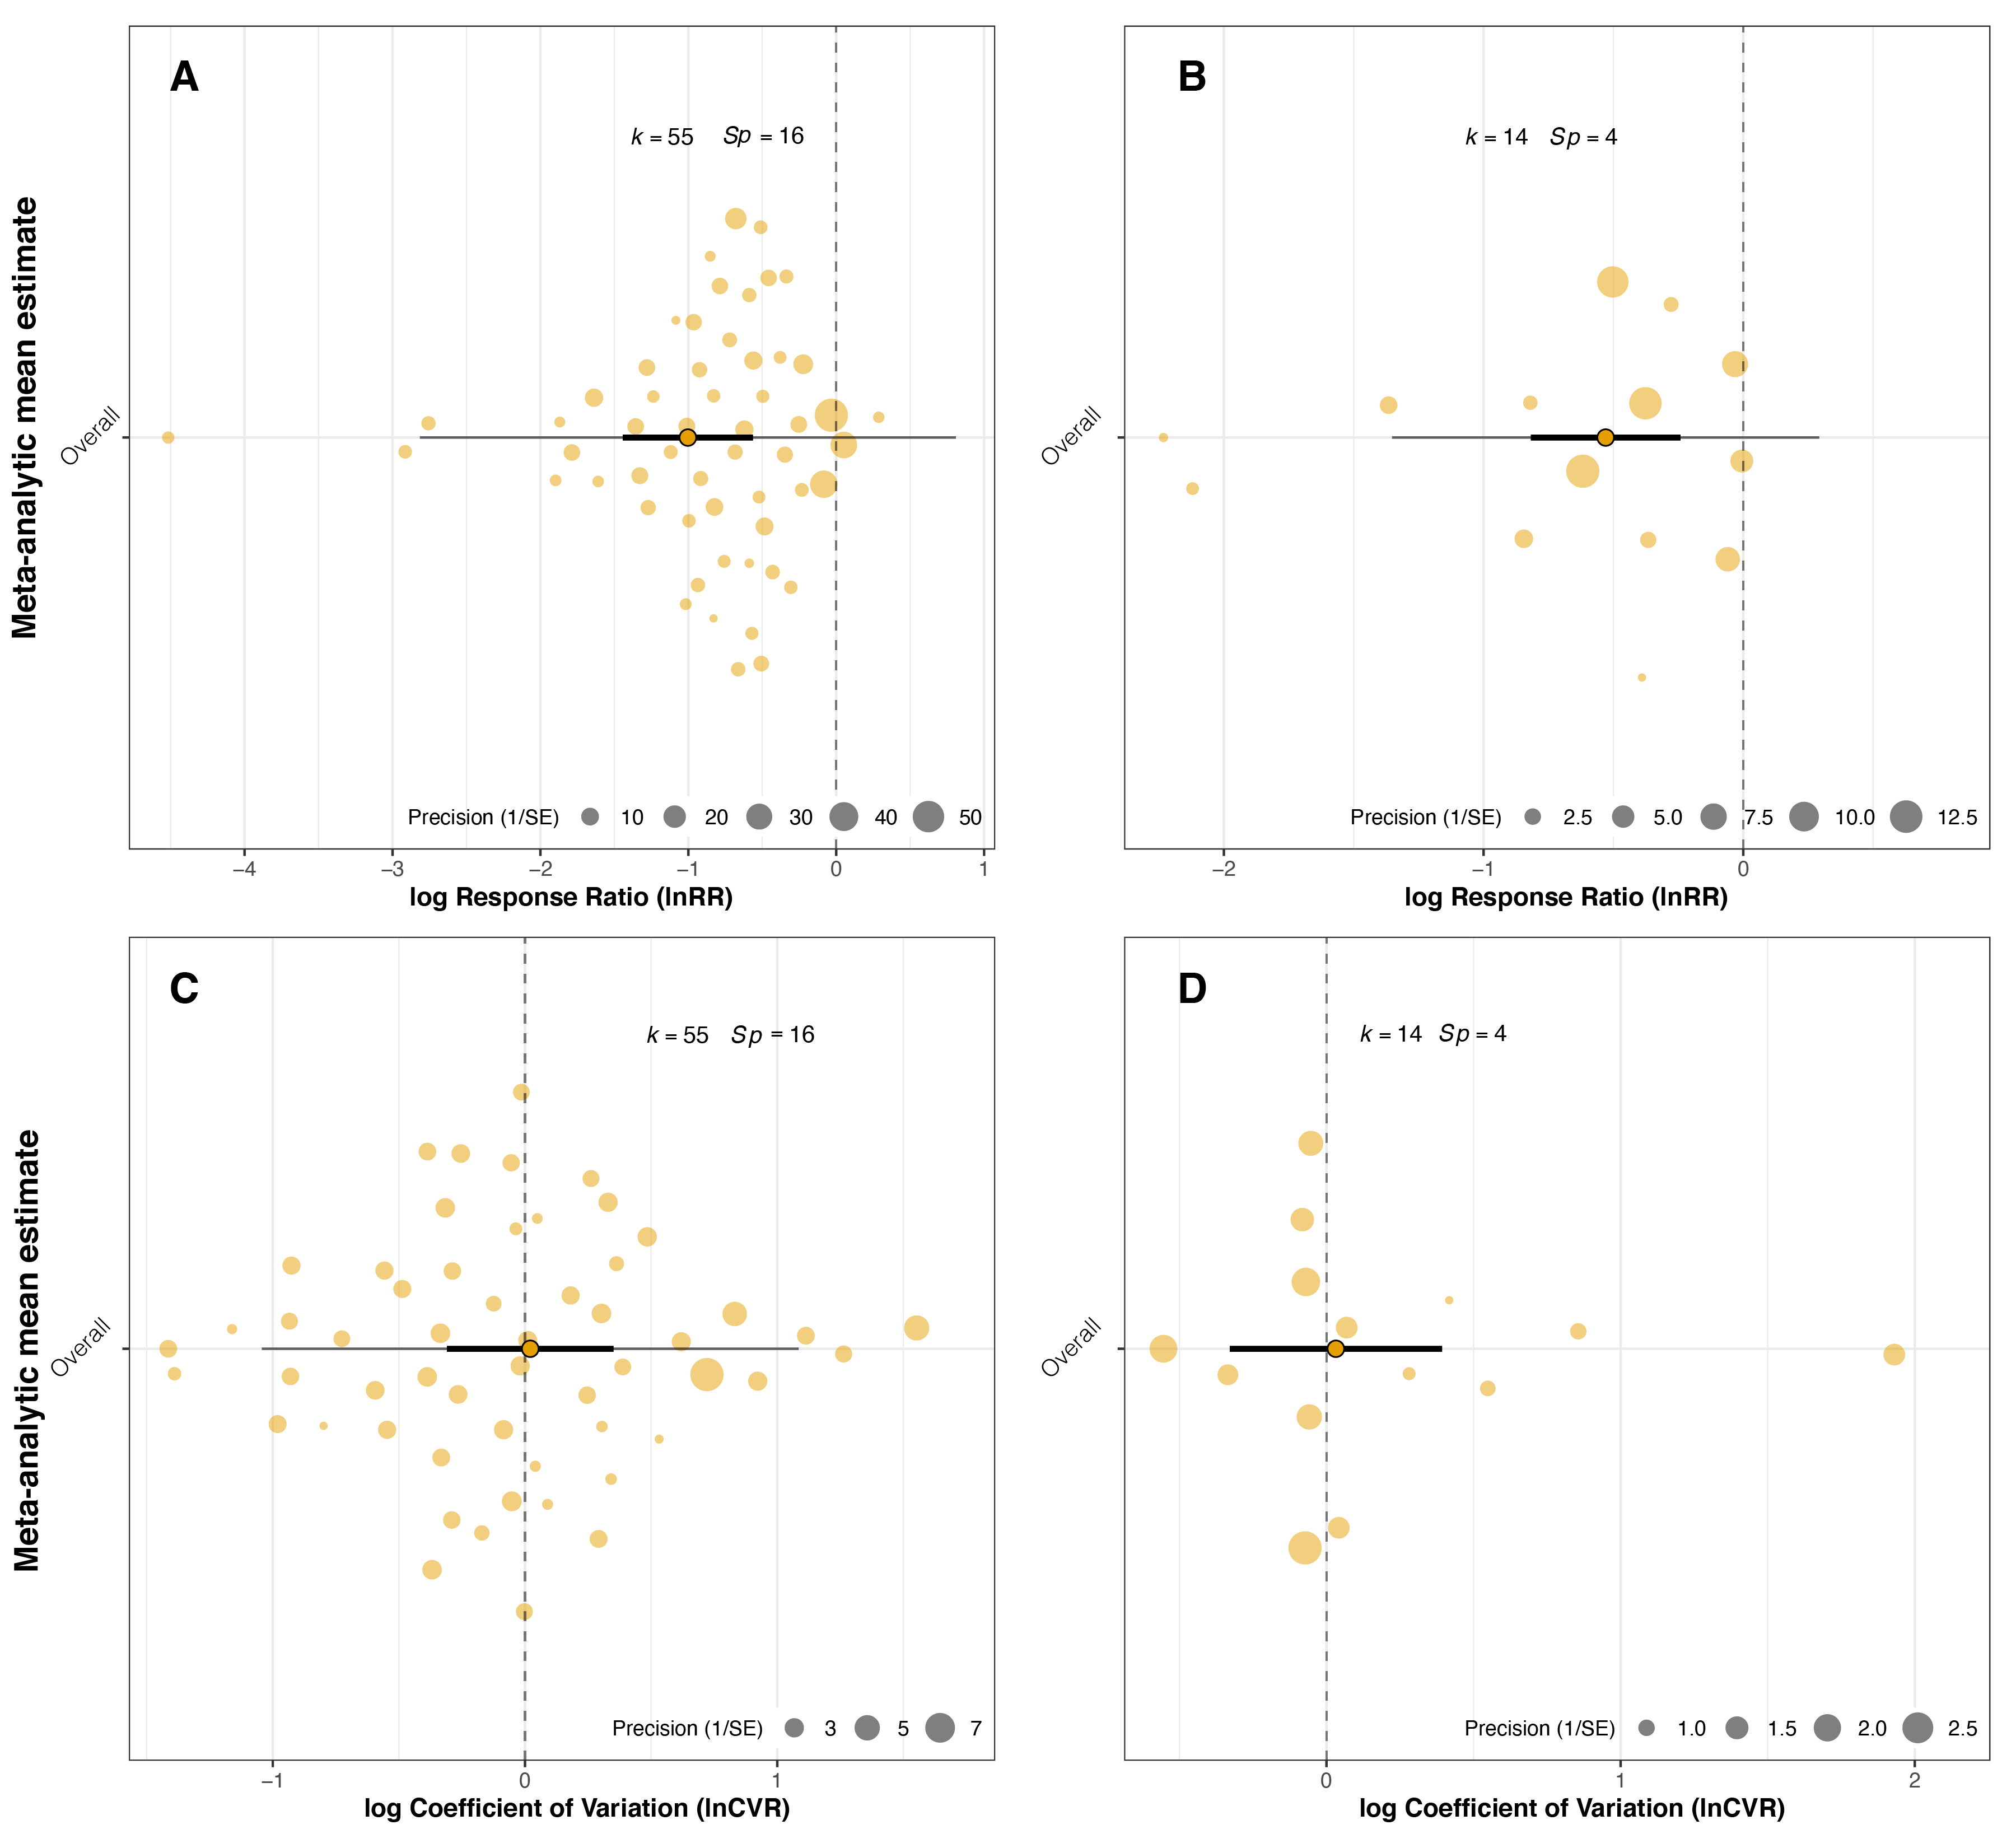 A
k = 55 Sp = 16
Meta-analytic mean estimate
Overall
Precision (1/SE) 10 20 30 40 50
−4 −3 −2 −1 0 1
log Response Ratio (lnRR)
B
k = 14 Sp = 4
Overall
Precision (1/SE) 2.5 5.0 7.5 10.0 12.5
−2 −1 0
log Response Ratio (lnRR)
C
k = 55 Sp = 16
Meta-analytic mean estimate
Overall
Precision (1/SE) 3 5 7
−1 0 1
log Coefficient of Variation (lnCVR)
D
k = 14 Sp = 4
Overall
Precision (1/SE) 1.0 1.5 2.0 2.5
0 1 2
log Coefficient of Variation (lnCVR)